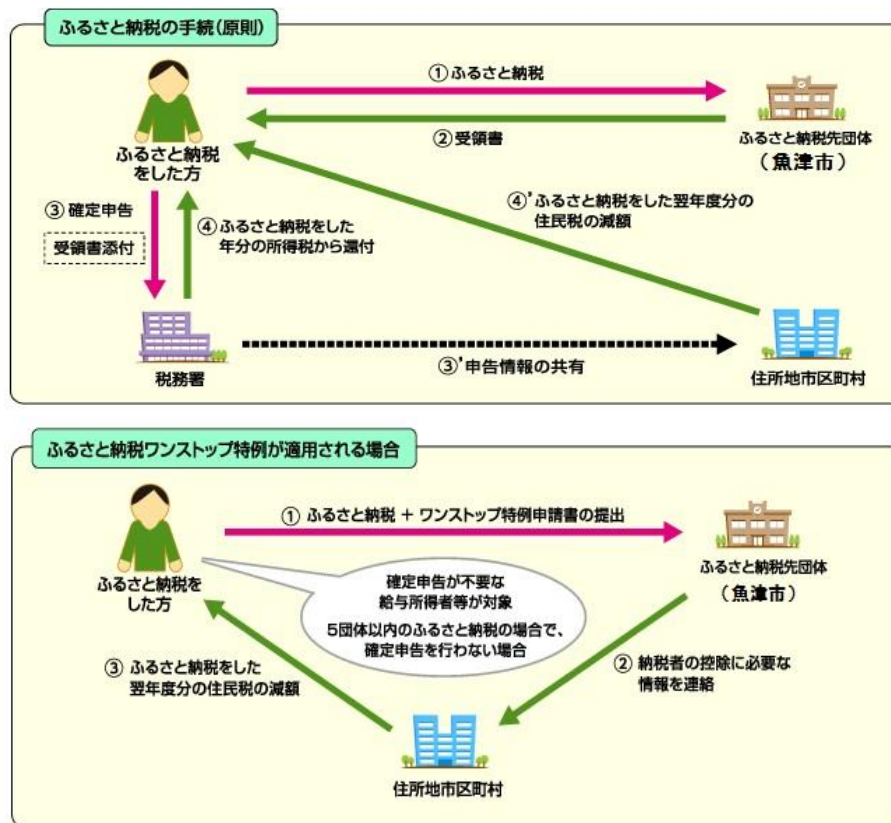 ふるさと納税の手続(原則)
①ふるさと納税
②受領書
ふるさと納税
をした方
ふるさと納税先団体
(魚津市)
③ 確定申告
受領書添付
④ ふるさと納税をした
年分の所得税から還付
④'ふるさと納税をした翌年度分の
住民税の減額
税務署
③'申告情報の共有
住所地市区町村
ふるさと納税ワンストップ特例が適用される場合
① ふるさと納税 + ワンストップ特例申請書の提出
ふるさと納税を
した方
ふるさと納税先団体
(魚津市)
確定申告が不要な
給与所得者等が対象
5団体以内のふるさと納税の場合で、
確定申告を行わない場合
② 納税者の控除に必要な
情報を連絡
③ ふるさと納税をした
翌年度分の住民税の減額
住所地市区町村